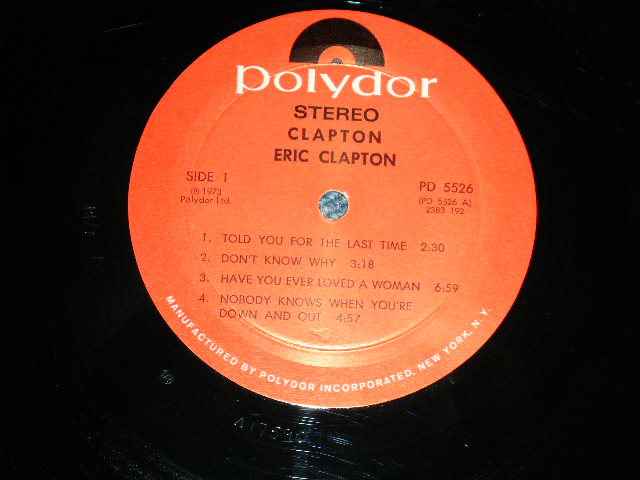 polydor
STEREO
CLAPTON
ERIC CLAPTON
SIDE 1
Ⓟ 1973
Polydor Ltd.
PD 5526
(PD 5526 A)
2383 192
1. TOLD YOU FOR THE LAST TIME 2:30
2. DON'T KNOW WHY 3:18
3. HAVE YOU EVER LOVED A WOMAN 6:59
4. NOBODY KNOWS WHEN YOU'RE
DOWN AND OUT 4:57
MANUFACTURED BY POLYDOR INCORPORATED, NEW YORK, N.Y.